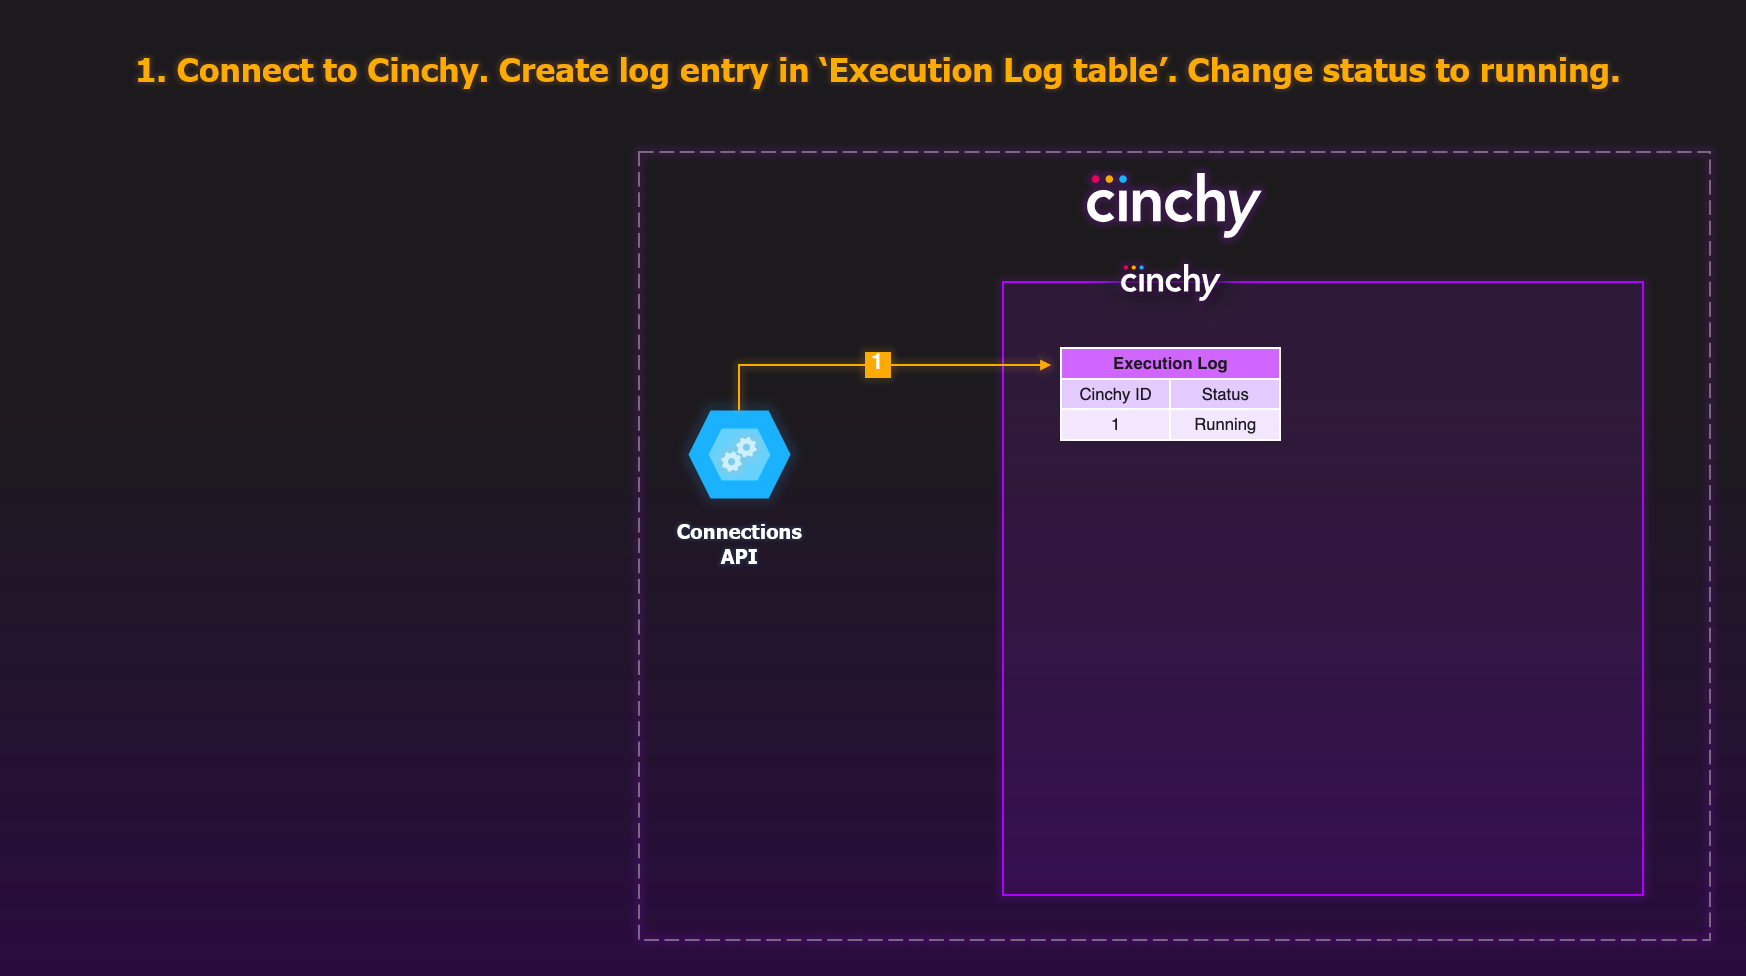 1. Connect to Cinchy. Create log entry in ‘Execution Log table’. Change status to running.
cinchy
cinchy
1
Execution Log
Cinchy ID Status
1 Running
Connections
API